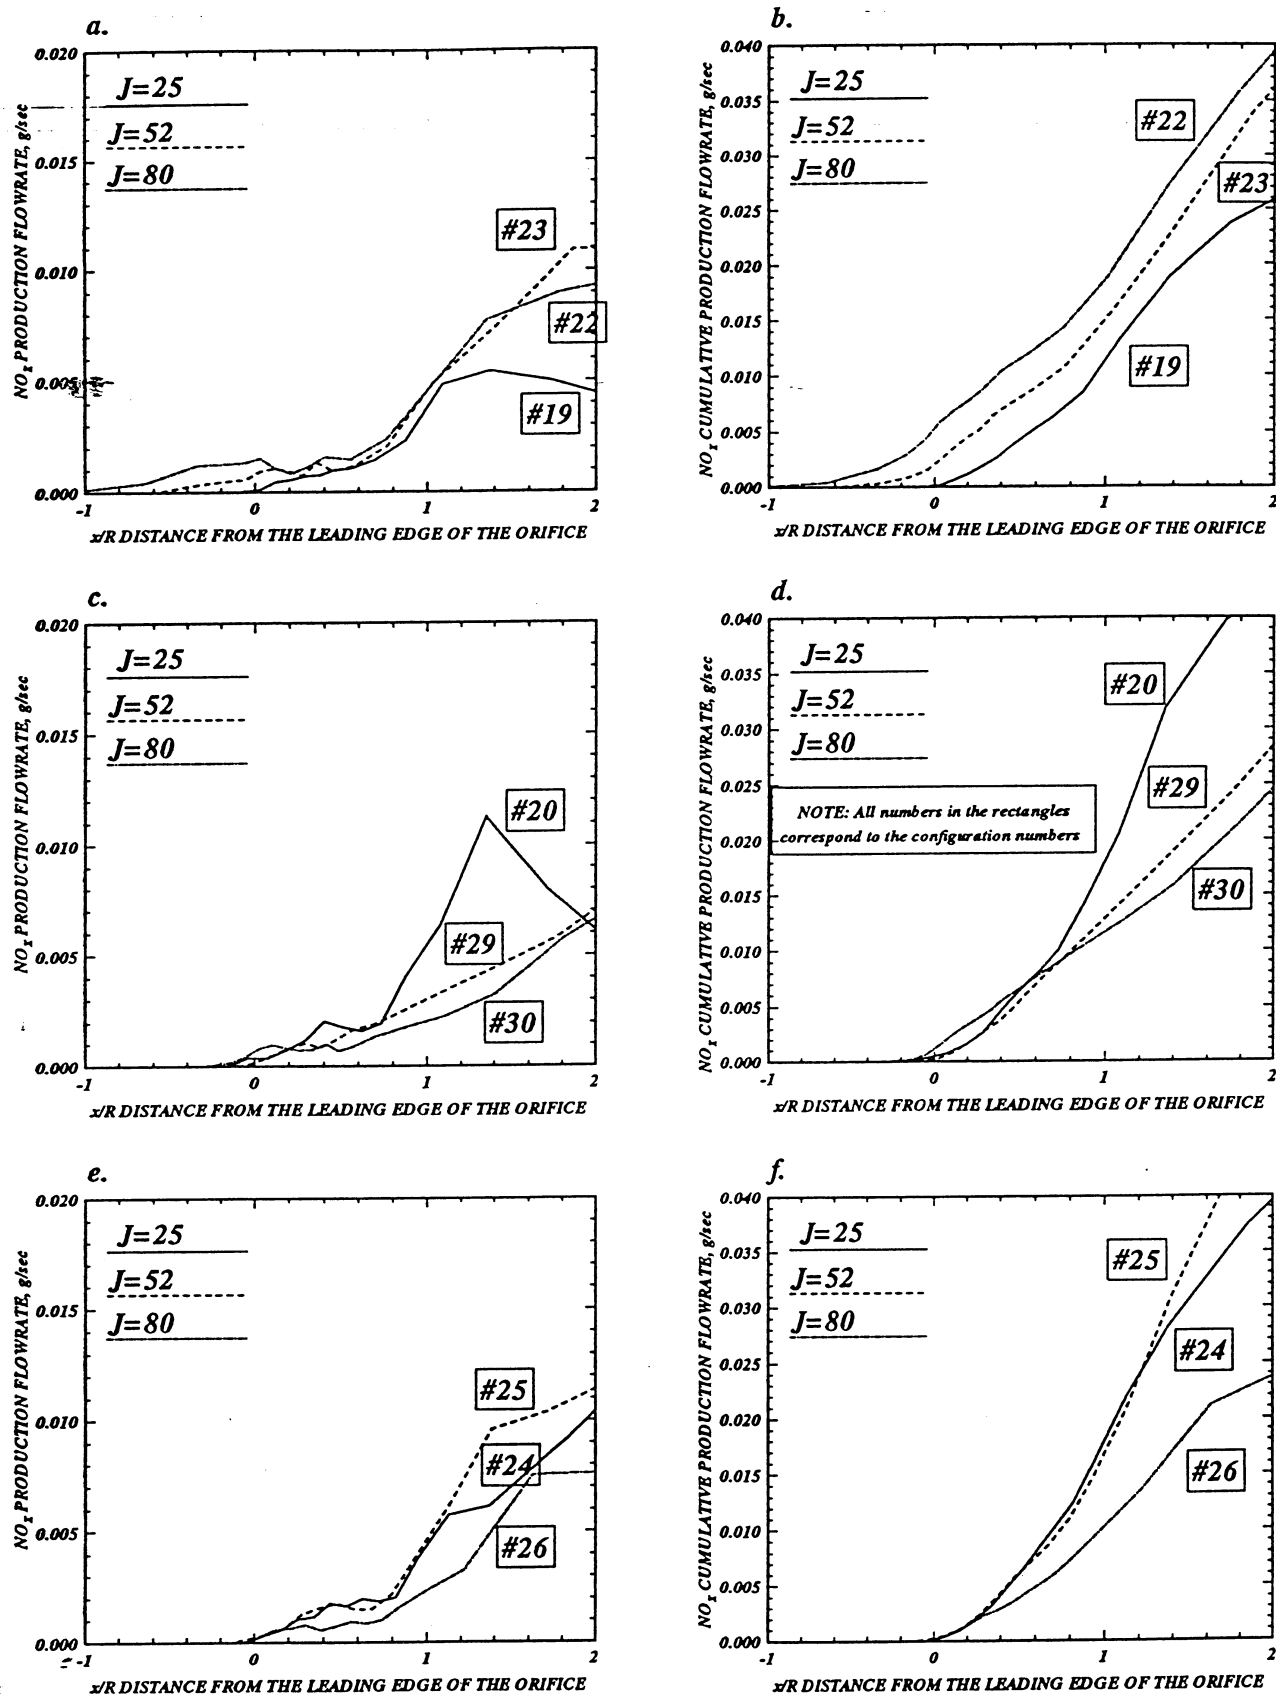 a.
NOx PRODUCTION FLOWRATE, g/sec
0.020
0.015
0.010
0.005
0.000
J=25
J=52
J=80
#23
#22
#19
-1 0 1 2
x/R DISTANCE FROM THE LEADING EDGE OF THE ORIFICE
b.
NOx CUMULATIVE PRODUCTION FLOWRATE, g/sec
0.040
0.035
0.030
0.025
0.020
0.015
0.010
0.005
0.000
J=25
J=52
J=80
#22
#23
#19
-1 0 1 2
x/R DISTANCE FROM THE LEADING EDGE OF THE ORIFICE
c.
NOx PRODUCTION FLOWRATE, g/sec
0.020
0.015
0.010
0.005
0.000
J=25
J=52
J=80
#20
#29
#30
-1 0 1 2
x/R DISTANCE FROM THE LEADING EDGE OF THE ORIFICE
d.
NOx CUMULATIVE PRODUCTION FLOWRATE, g/sec
0.040
0.035
0.030
0.025
0.020
0.015
0.010
0.005
0.000
J=25
J=52
J=80
#20
#29
NOTE: All numbers in the rectangles
correspond to the configuration numbers
#30
-1 0 1 2
x/R DISTANCE FROM THE LEADING EDGE OF THE ORIFICE
e.
NOx PRODUCTION FLOWRATE, g/sec
0.020
0.015
0.010
0.005
0.000
J=25
J=52
J=80
#25
#24
#26
-1 0 1 2
x/R DISTANCE FROM THE LEADING EDGE OF THE ORIFICE
f.
NOx CUMULATIVE PRODUCTION FLOWRATE, g/sec
0.040
0.035
0.030
0.025
0.020
0.015
0.010
0.005
0.000
J=25
J=52
J=80
#25
#24
#26
-1 0 1 2
x/R DISTANCE FROM THE LEADING EDGE OF THE ORIFICE